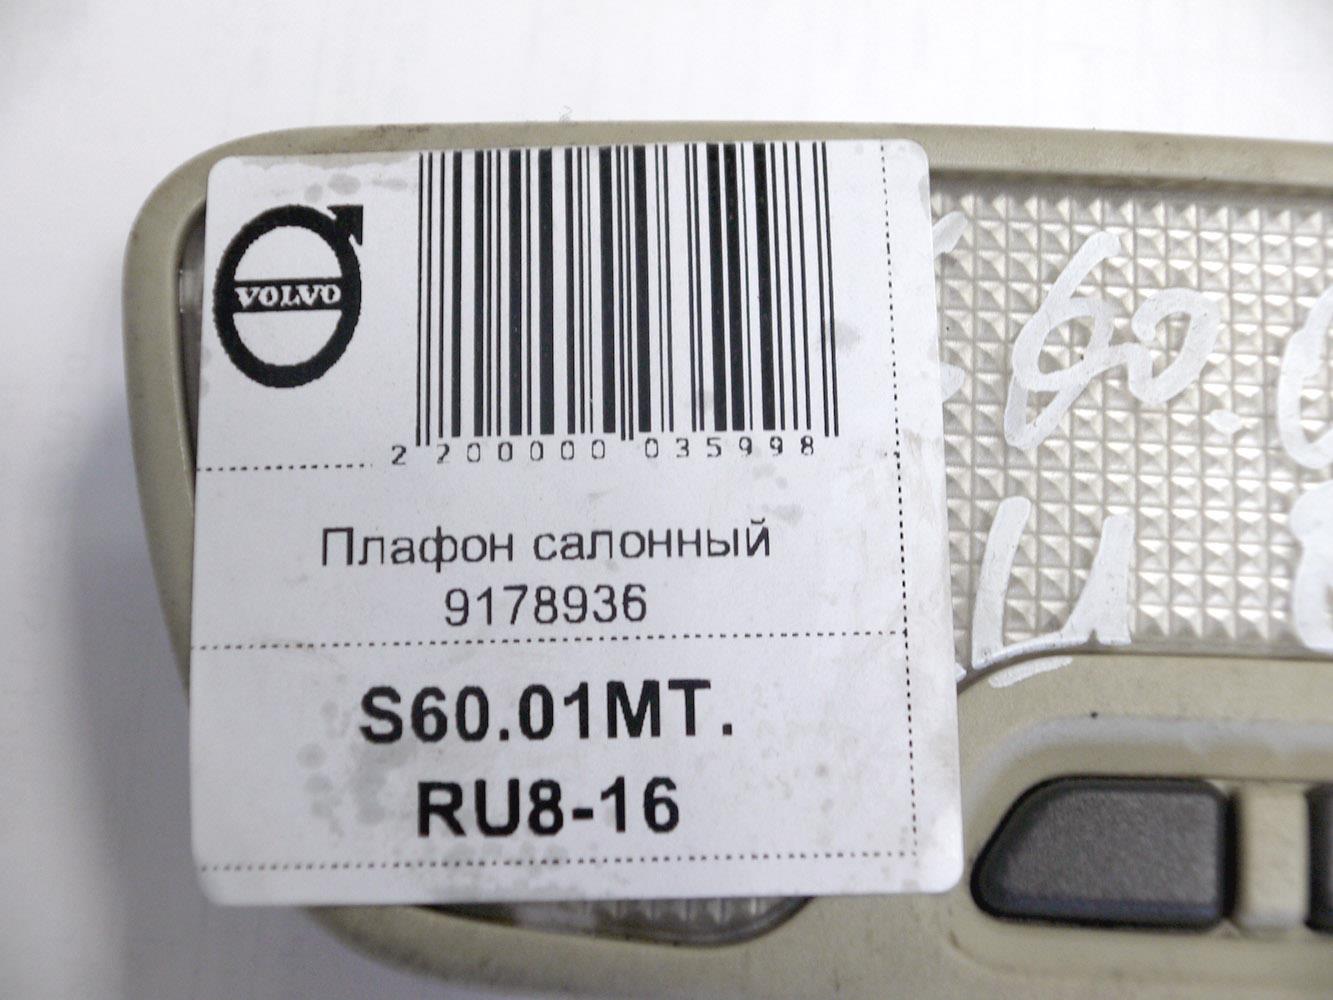 VOLVO
2 200000 035998
Плафон салонный
9178936
S60.01MT.
RU8-16